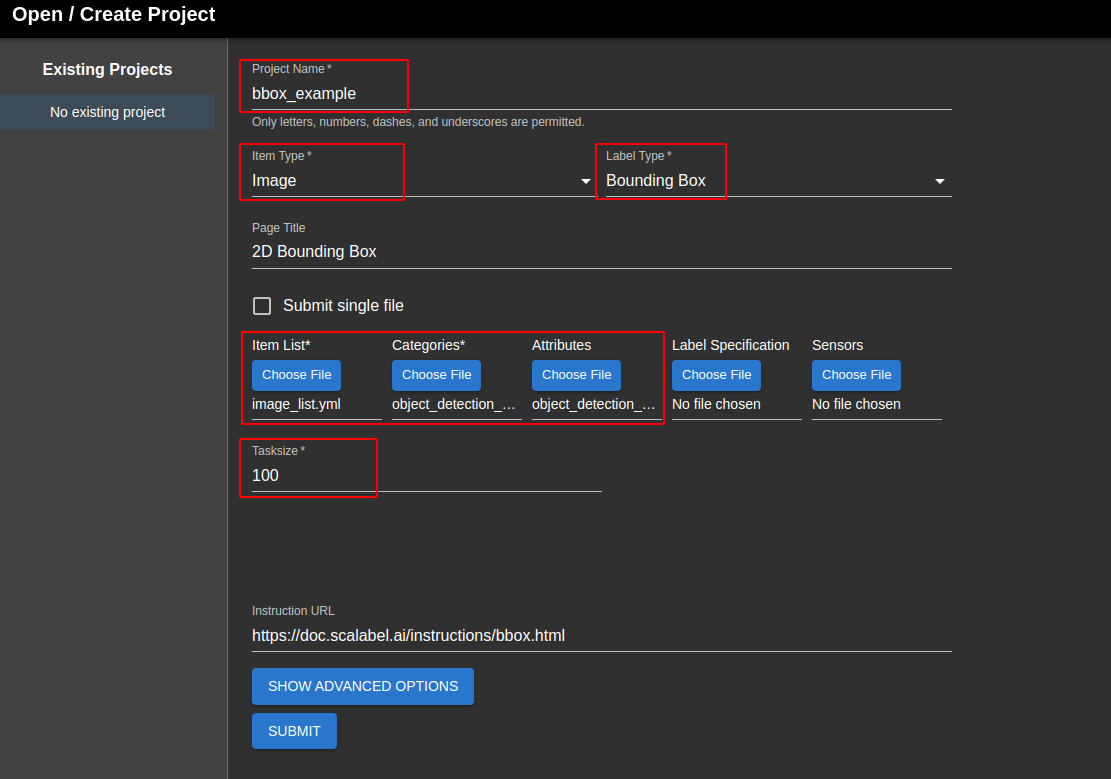 Open / Create Project
Existing Projects
No existing project
Project Name *
bbox_example
Only letters, numbers, dashes, and underscores are permitted.
Item Type *
Label Type *
Image
Bounding Box
Page Title
2D Bounding Box
Submit single file
Item List* Categories* Attributes Label Specification Sensors
Choose File Choose File Choose File Choose File Choose File
image_list.yml object_detection_... object_detection_... No file chosen No file chosen
Tasksize *
100
Instruction URL
https://doc.scalabel.ai/instructions/bbox.html
SHOW ADVANCED OPTIONS
SUBMIT